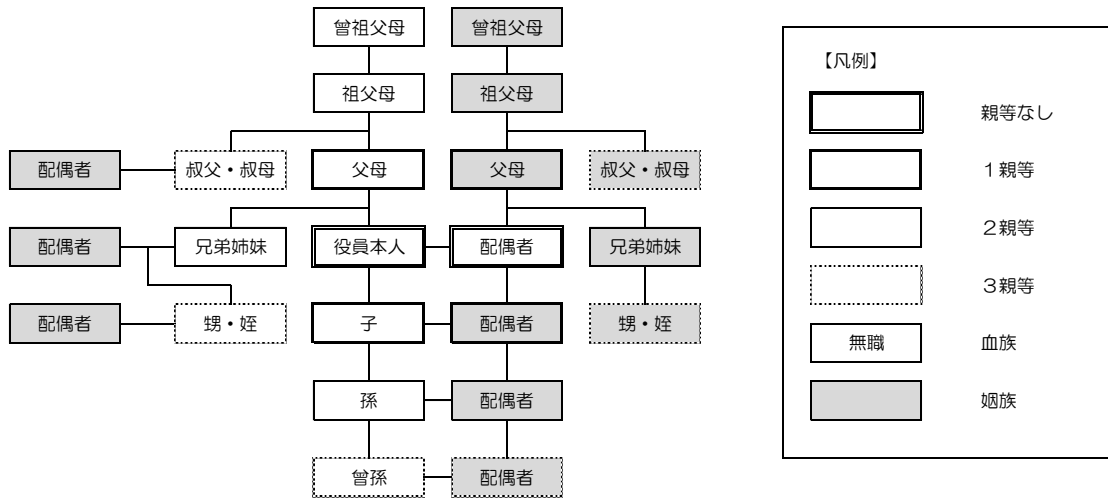 曾祖父母 曾祖父母
祖父母 祖父母
配偶者 叔父・叔母 父母 父母 叔父・叔母
配偶者 兄弟姉妹 役員本人 配偶者 兄弟姉妹
配偶者 甥・姪 子 配偶者 甥・姪
孫 配偶者
曾孫 配偶者
【凡例】
親等なし
1親等
2親等
3親等
無職 血族
姻族